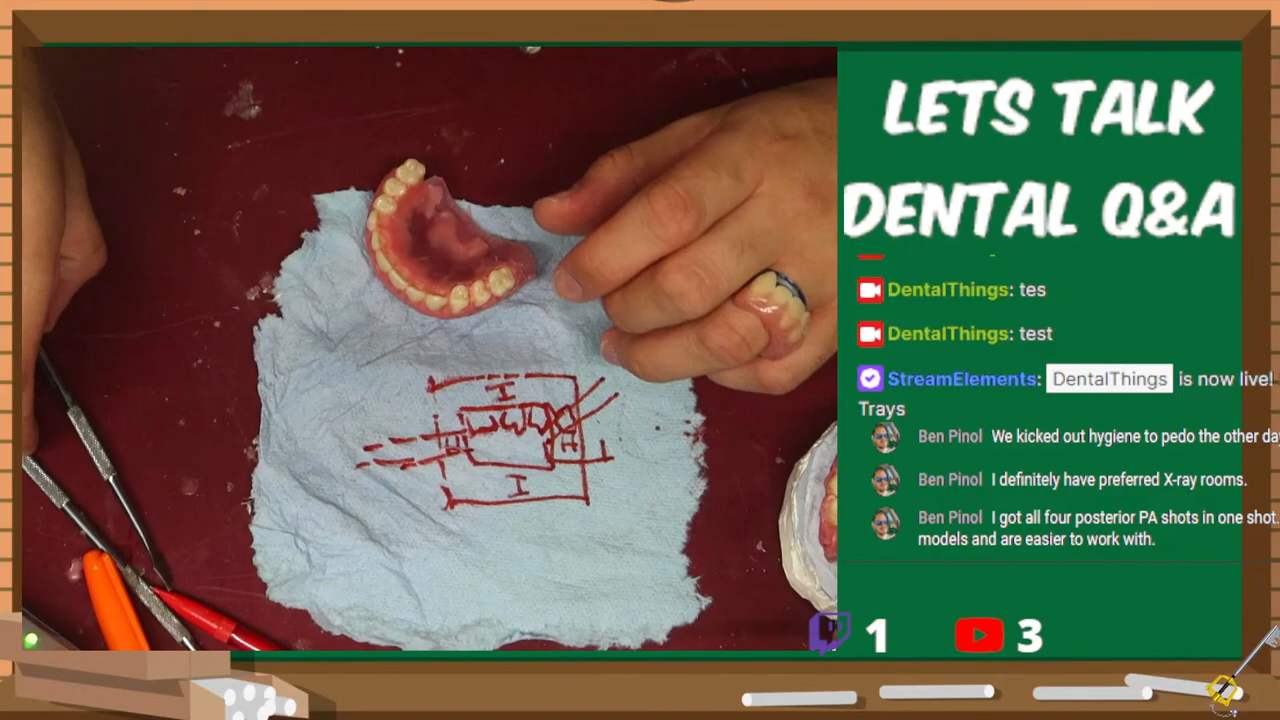 LETS TALK
DENTAL Q&A
DentalThings: tes
DentalThings: test
StreamElements: DentalThings is now live!
Trays
Ben Pinol We kicked out hygiene to pedo the other da
Ben Pinol I definitely have preferred X-ray rooms.
Ben Pinol I got all four posterior PA shots in one shot.
models and are easier to work with.
I
H
I
1
3